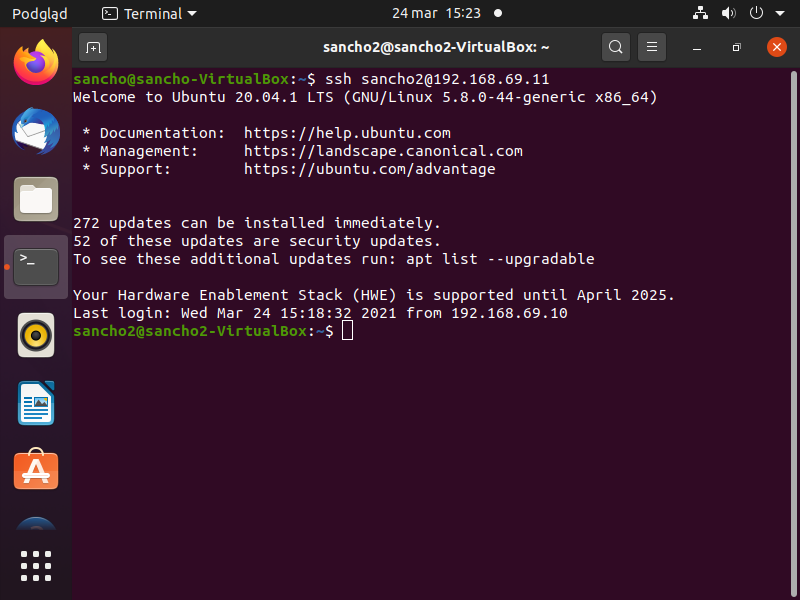 Podgląd Terminal 24 mar 15:23
sancho2@sancho2-VirtualBox: ~
sancho@sancho-VirtualBox:~$ ssh sancho2@192.168.69.11
Welcome to Ubuntu 20.04.1 LTS (GNU/Linux 5.8.0-44-generic x86_64)
* Documentation: https://help.ubuntu.com
* Management: https://landscape.canonical.com
* Support: https://ubuntu.com/advantage
272 updates can be installed immediately.
52 of these updates are security updates.
To see these additional updates run: apt list --upgradable
Your Hardware Enablement Stack (HWE) is supported until April 2025.
Last login: Wed Mar 24 15:18:32 2021 from 192.168.69.10
sancho2@sancho2-VirtualBox:~$